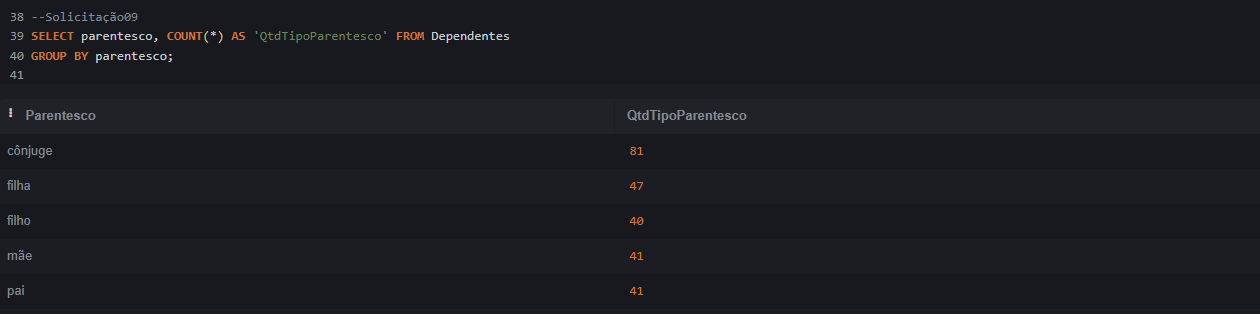 38 --Solicitação09
39 SELECT parentesco, COUNT(*) AS 'QtdTipoParentesco' FROM Dependentes
40 GROUP BY parentesco;
41
Parentesco QtdTipoParentesco
cônjuge 81
filha 47
filho 40
mãe 41
pai 41